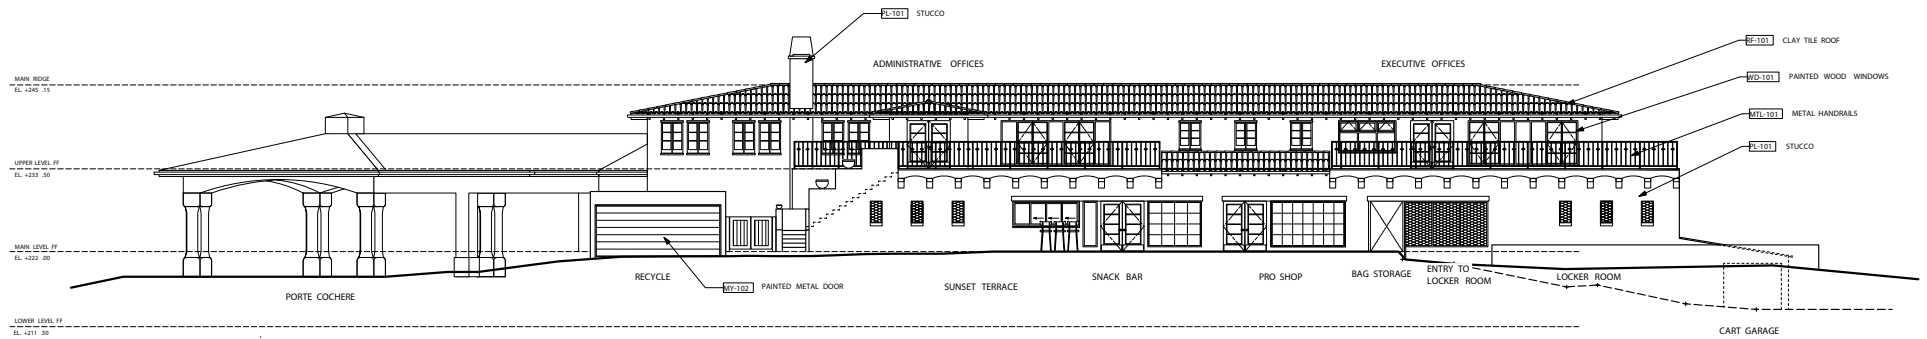 PL-101 STUCCO
RF-101 CLAY TILE ROOF
ADMINISTRATIVE OFFICES
EXECUTIVE OFFICES
WD-101 PAINTED WOOD WINDOWS
MAIN RIDGE
EL. +245 .15
MTL-101 METAL HANDRAILS
PL-101 STUCCO
UPPER LEVEL FF
EL. +233 .50
MAIN LEVEL FF
EL. +222 .00
RECYCLE
SNACK BAR
PRO SHOP
BAG STORAGE
ENTRY TO
LOCKER ROOM
LOCKER ROOM
MY-102 PAINTED METAL DOOR
SUNSET TERRACE
PORTE COCHERE
LOWER LEVEL FF
EL. +211 .50
CART GARAGE